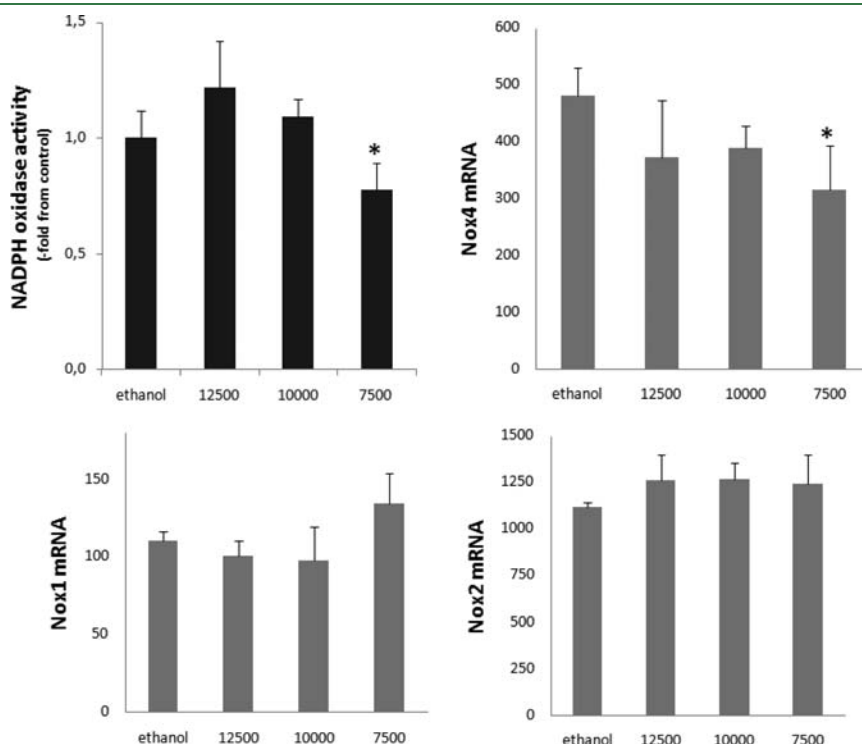 NADPH oxidase activity
(-fold from control)
1,5
1,0
0,5
0,0
*
ethanol 12500 10000 7500
Nox4 mRNA
600
500
400
300
200
100
0
*
ethanol 12500 10000 7500
Nox1 mRNA
150
100
50
0
ethanol 12500 10000 7500
Nox2 mRNA
1500
1250
1000
750
500
250
0
ethanol 12500 10000 7500